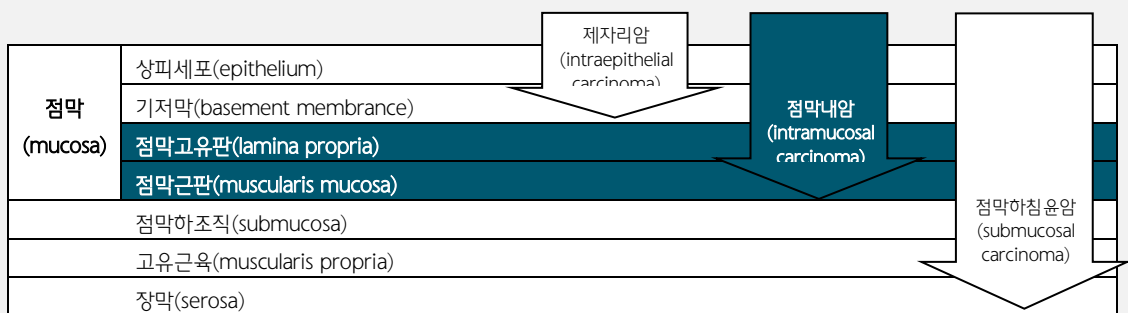 제자리암
(intraepithelial
carcinoma)
점막
(mucosa)
상피세포(epithelium)
기저막(basement membrance)
점막고유판(lamina propria)
점막근판(muscularis mucosa)
점막내암
(intramucosal
carcinoma)
점막하조직(submucosa)
고유근육(muscularis propria)
장막(serosa)
점막하침윤암
(submucosal
carcinoma)